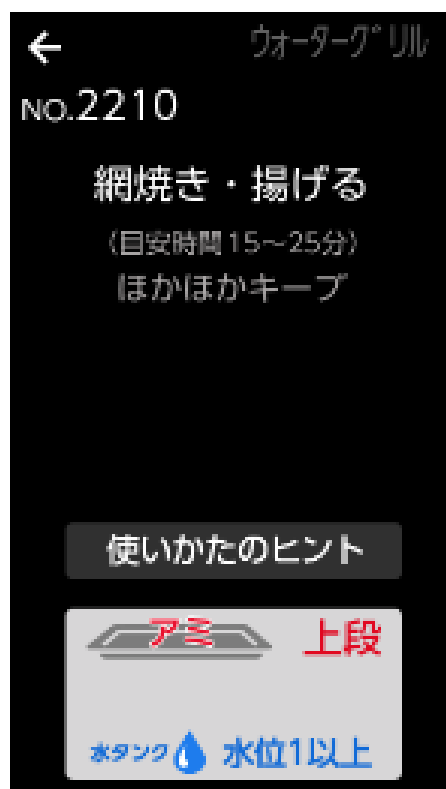 ウォーターグリル
NO.2210
網焼き・揚げる
（目安時間15～25分）
ほかほかキープ
使いかたのヒント
アミ 上段
水タンク 水位1以上